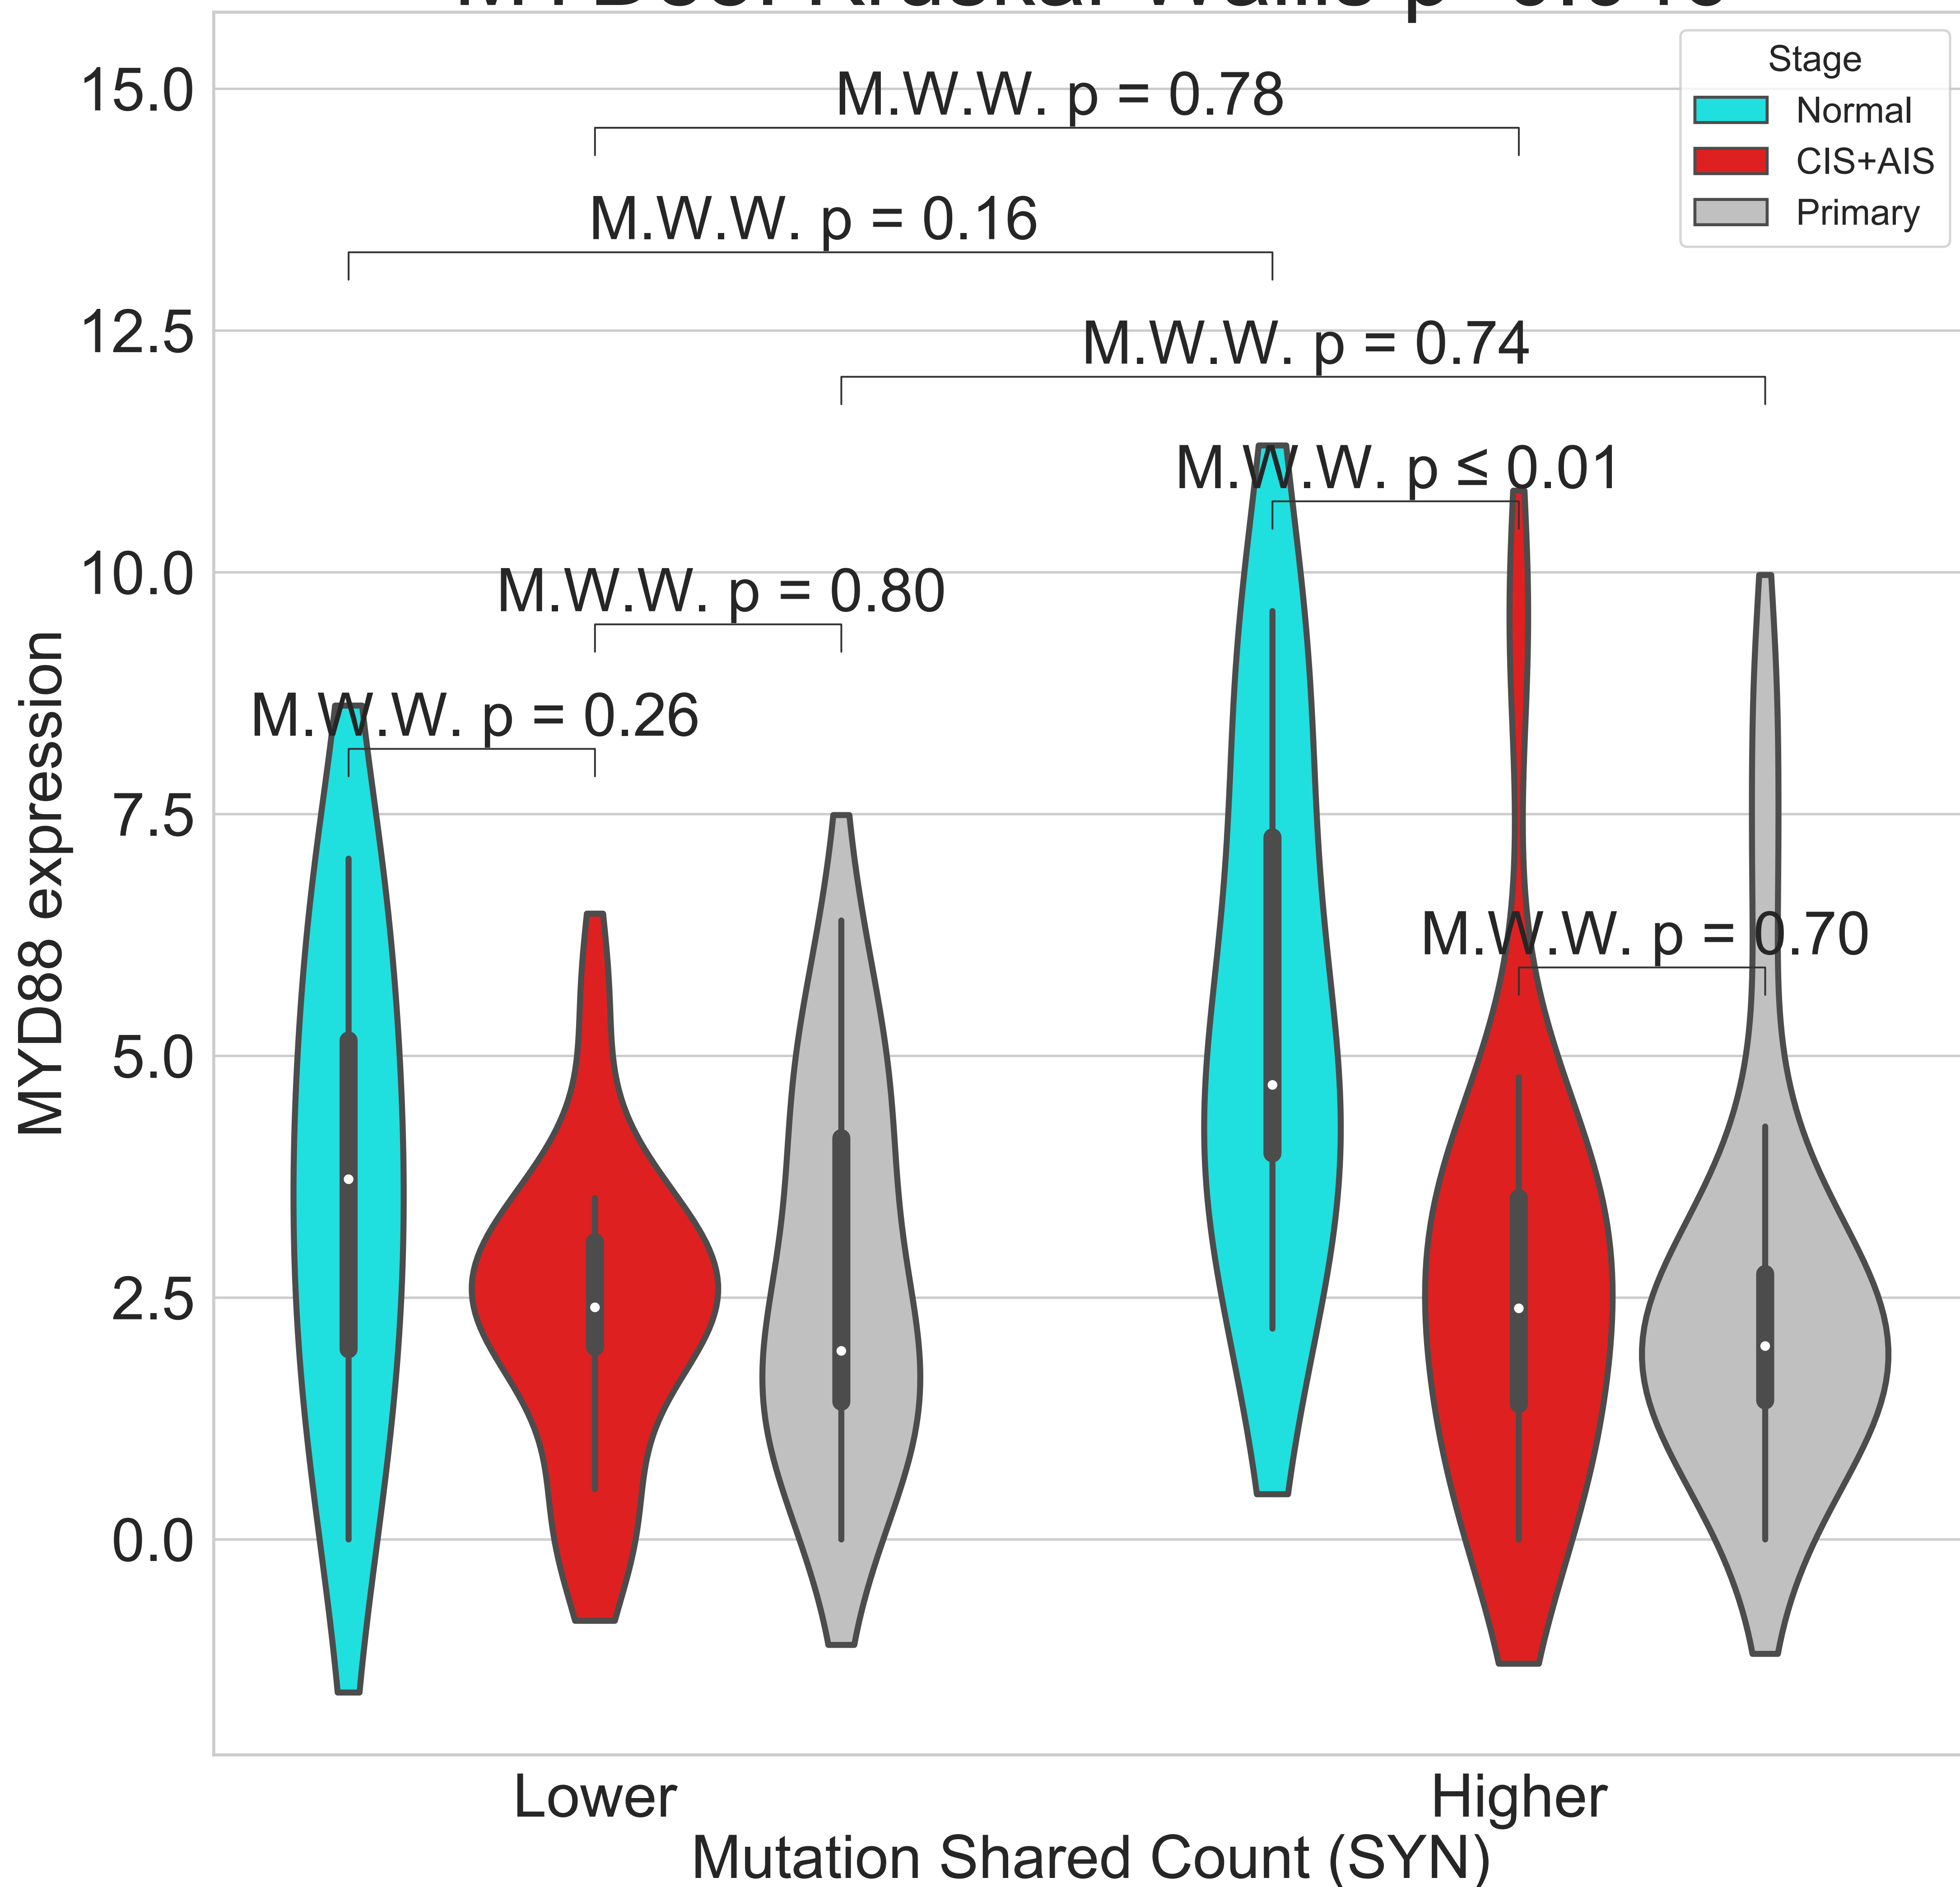 Stage
Normal
CIS+AIS
Primary
15.0
12.5
10.0
7.5
5.0
2.5
0.0
MYD88 expression
M.W.W. p = 0.78
M.W.W. p = 0.16
M.W.W. p = 0.74
M.W.W. p ≤ 0.01
M.W.W. p = 0.80
M.W.W. p = 0.26
M.W.W. p = 0.70
Lower
Higher
Mutation Shared Count (SYN)